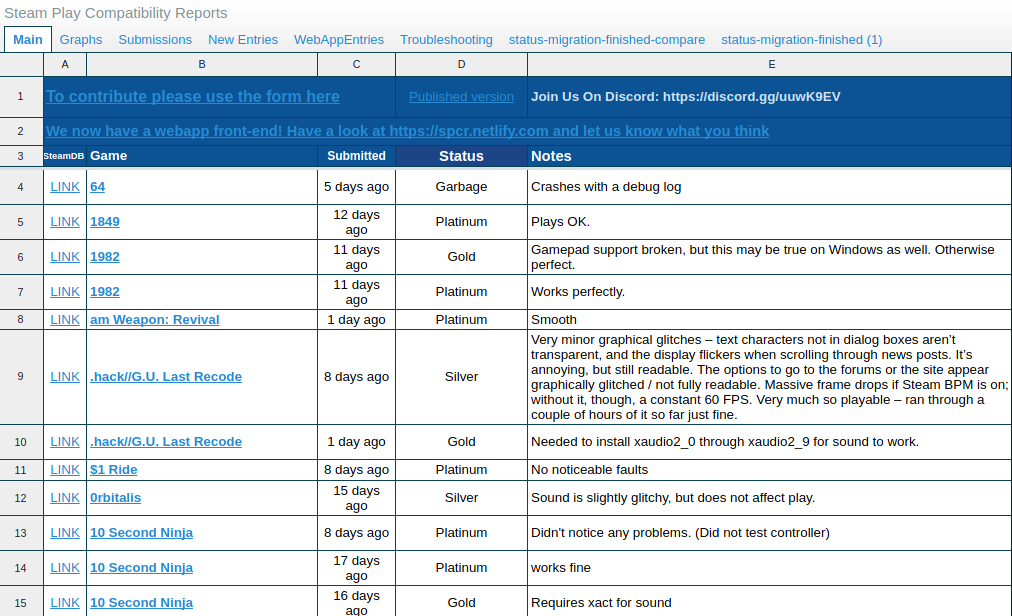 Steam Play Compatibility Reports
Main Graphs Submissions New Entries WebAppEntries Troubleshooting status-migration-finished-compare status-migration-finished (1)
A B C D E
1 To contribute please use the form here Published version Join Us On Discord: https://discord.gg/uuwK9EV
2 We now have a webapp front-end! Have a look at https://spcr.netlify.com and let us know what you think
3 SteamDB Game Submitted Status Notes
4 LINK 64 5 days ago Garbage Crashes with a debug log
5 LINK 1849 12 days ago Platinum Plays OK.
6 LINK 1982 11 days ago Gold Gamepad support broken, but this may be true on Windows as well. Otherwise
perfect.
7 LINK 1982 11 days ago Platinum Works perfectly.
8 LINK am Weapon: Revival 1 day ago Platinum Smooth
9 LINK .hack//G.U. Last Recode 8 days ago Silver Very minor graphical glitches – text characters not in dialog boxes aren’t
transparent, and the display flickers when scrolling through news posts. It’s
annoying, but still readable. The options to go to the forums or the site appear
graphically glitched / not fully readable. Massive frame drops if Steam BPM is on;
without it, though, a constant 60 FPS. Very much so playable – ran through a
couple of hours of it so far just fine.
10 LINK .hack//G.U. Last Recode 1 day ago Gold Needed to install xaudio2_0 through xaudio2_9 for sound to work.
11 LINK $1 Ride 8 days ago Platinum No noticeable faults
12 LINK 0rbitalis 15 days ago Silver Sound is slightly glitchy, but does not affect play.
13 LINK 10 Second Ninja 8 days ago Platinum Didn't notice any problems. (Did not test controller)
14 LINK 10 Second Ninja 17 days ago Platinum works fine
15 LINK 10 Second Ninja 16 days ago Gold Requires xact for sound